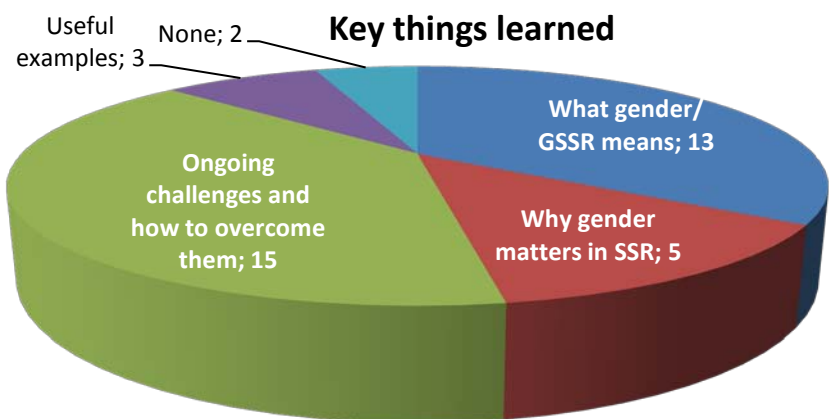 Key things learned
Useful
examples; 3
None; 2
What gender/
GSSR means; 13
Why gender
matters in SSR; 5
Ongoing
challenges and
how to overcome
them; 15